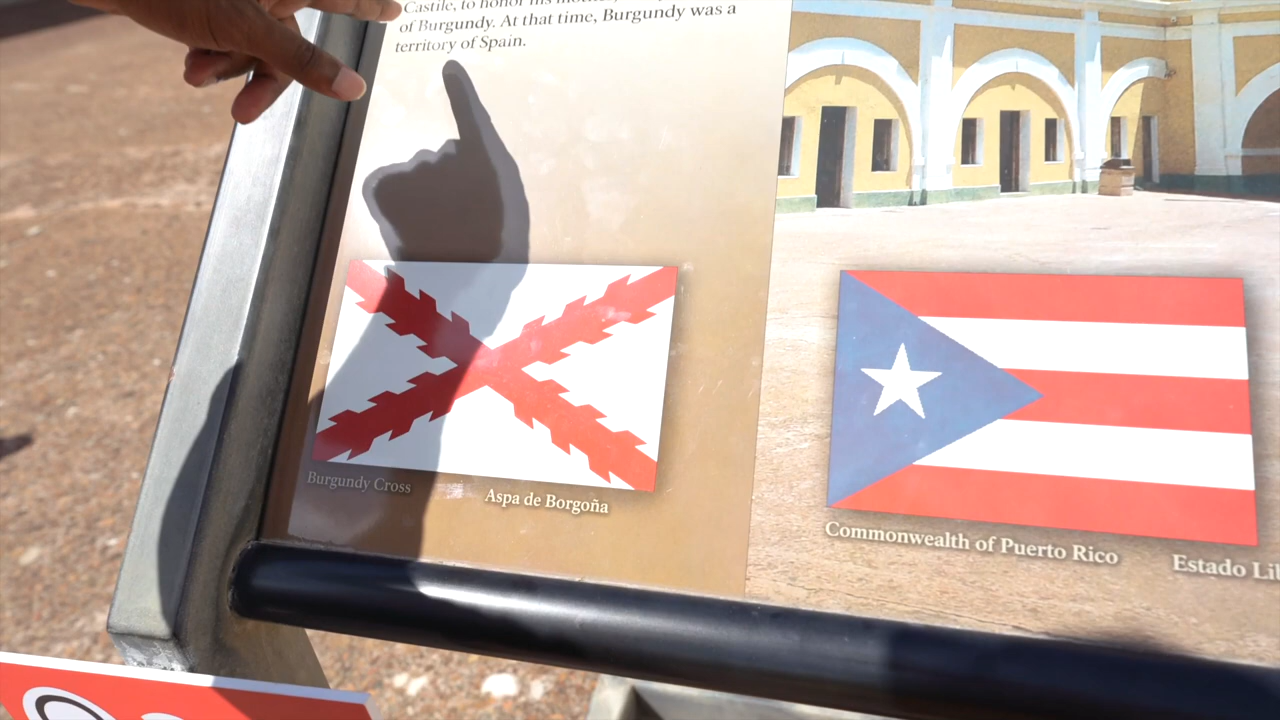 Castile, to honor his
of Burgundy. At that time, Burgundy was a
territory of Spain.
Burgundy Cross
Aspa de Borgoña
Commonwealth of Puerto Rico
Estado Li